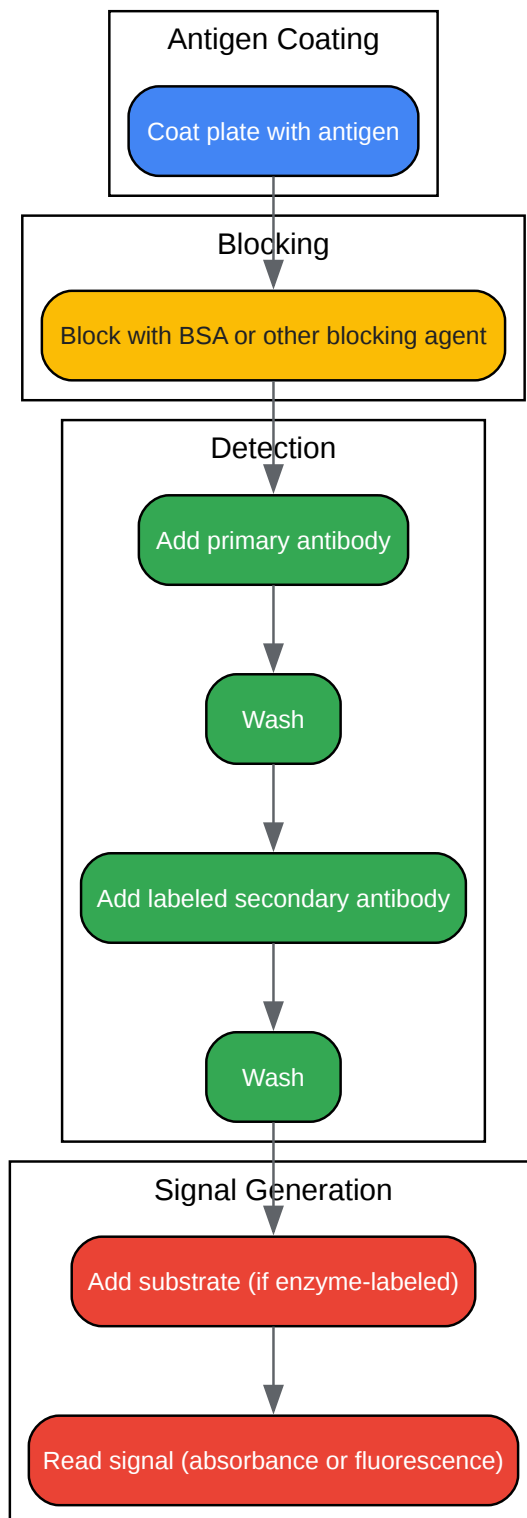 Antigen Coating
Coat plate with antigen
Blocking
Block with BSA or other blocking agent
Detection
Add primary antibody
Wash
Add labeled secondary antibody
Wash
Signal Generation
Add substrate (if enzyme-labeled)
Read signal (absorbance or fluorescence)